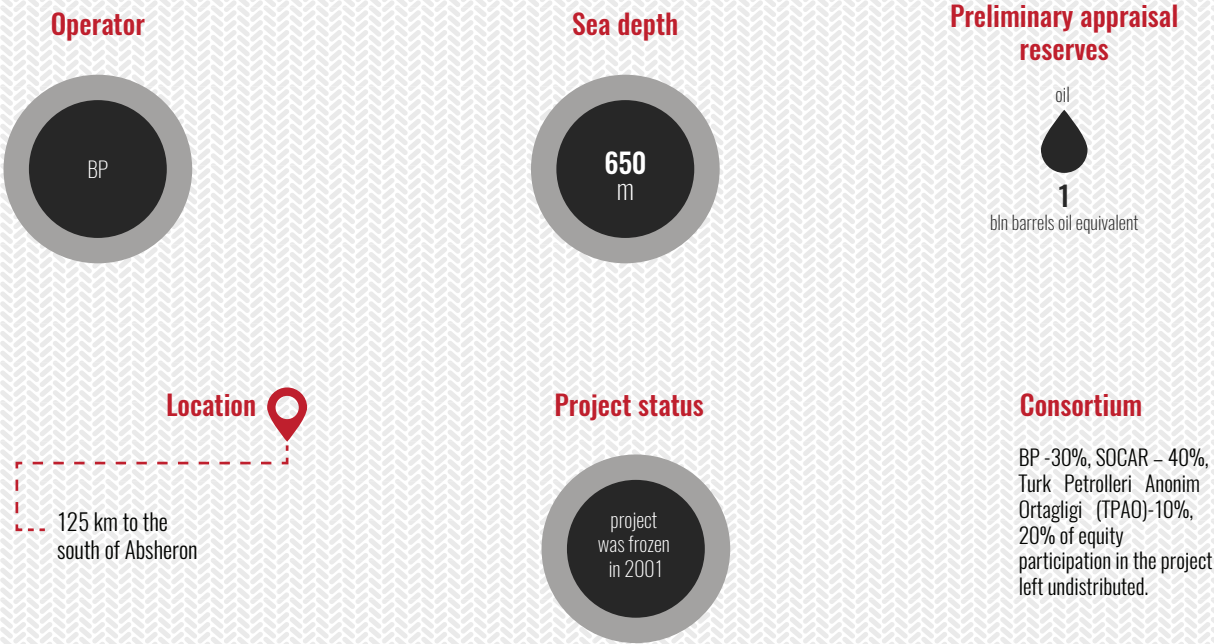 Operator
BP
Sea depth
650
m
Preliminary appraisal
reserves
oil
1
bln barrels oil equivalent
Location
125 km to the
south of Absheron
Project status
project
was frozen
in 2001
Consortium
BP -30%, SOCAR – 40%,
Turk Petrolleri Anonim
Ortagligi (TPAO)-10%,
20% of equity
participation in the project
left undistributed.